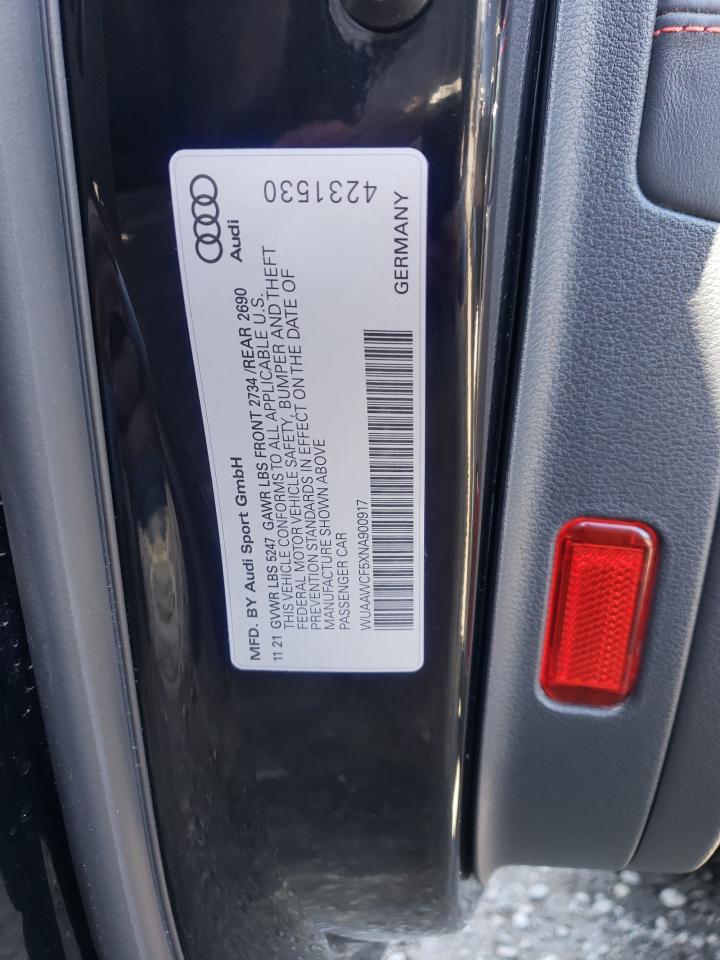 MFD. BY Audi Sport GmbH
Audi
11 21 GVWR LBS 5247 GAWR LBS FRONT 2734 /REAR 2690
THIS VEHICLE CONFORMS TO ALL APPLICABLE U.S.
FEDERAL MOTOR VEHICLE SAFETY, BUMPER AND THEFT
PREVENTION STANDARDS IN EFFECT ON THE DATE OF
MANUFACTURE SHOWN ABOVE
PASSENGER CAR
WUAAWCF5XNA900917
GERMANY
4231530